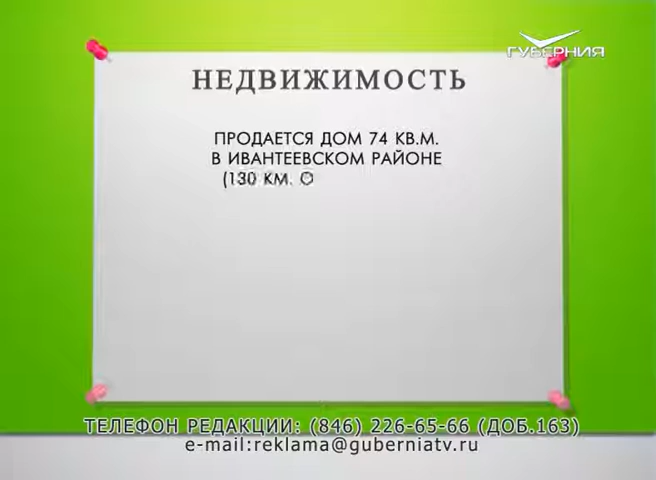 ГУБЕРНИЯ
НЕДВИЖИМОСТЬ
ПРОДАЕТСЯ ДОМ 74 КВ.М.
В ИВАНТЕЕВСКОМ РАЙОНЕ
(130 КМ. О
ТЕЛЕФОН РЕДАКЦИИ: (846) 226-65-66 (ДОБ.163)
e-mail:reklama@guberniatv.ru